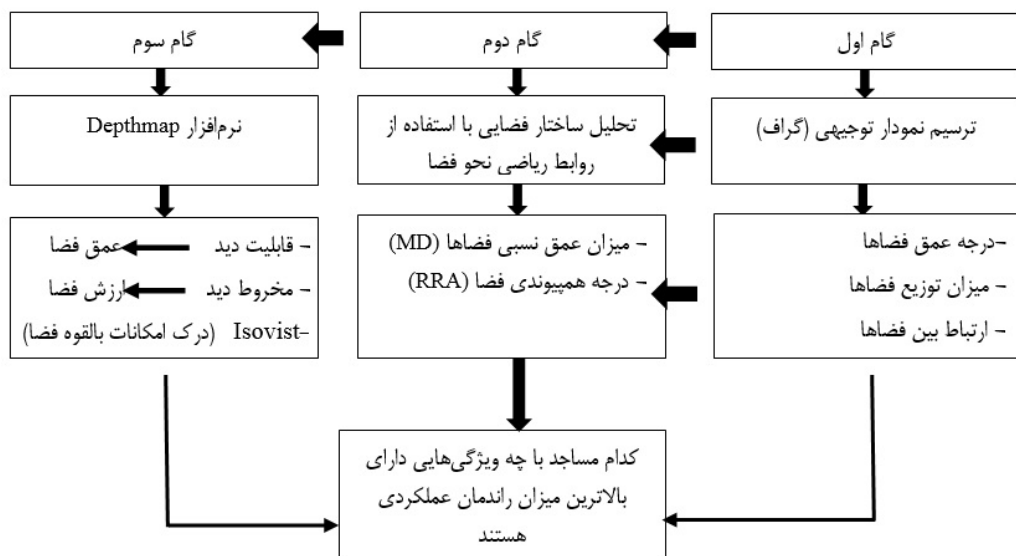 گام اول
گام دوم
گام سوم
ترسیم نمودار توجیهی (گراف)
تحلیل ساختار فضایی با استفاده از
روابط ریاضی نحو فضا
نرم‌افزار Depthmap
-درجه عمق فضاها
- میزان توزیع فضاها
- ارتباط بین فضاها
- میزان عمق نسبی فضاها (MD)
- درجه همپیوندی فضا (RRA)
- قابلیت دید عمق فضا
- مخروط دید ارزش فضا
-Isovist (درک امکانات بالقوه فضا)
کدام مساجد با چه ویژگی‌هایی دارای
بالاترین میزان راندمان عملکردی
هستند